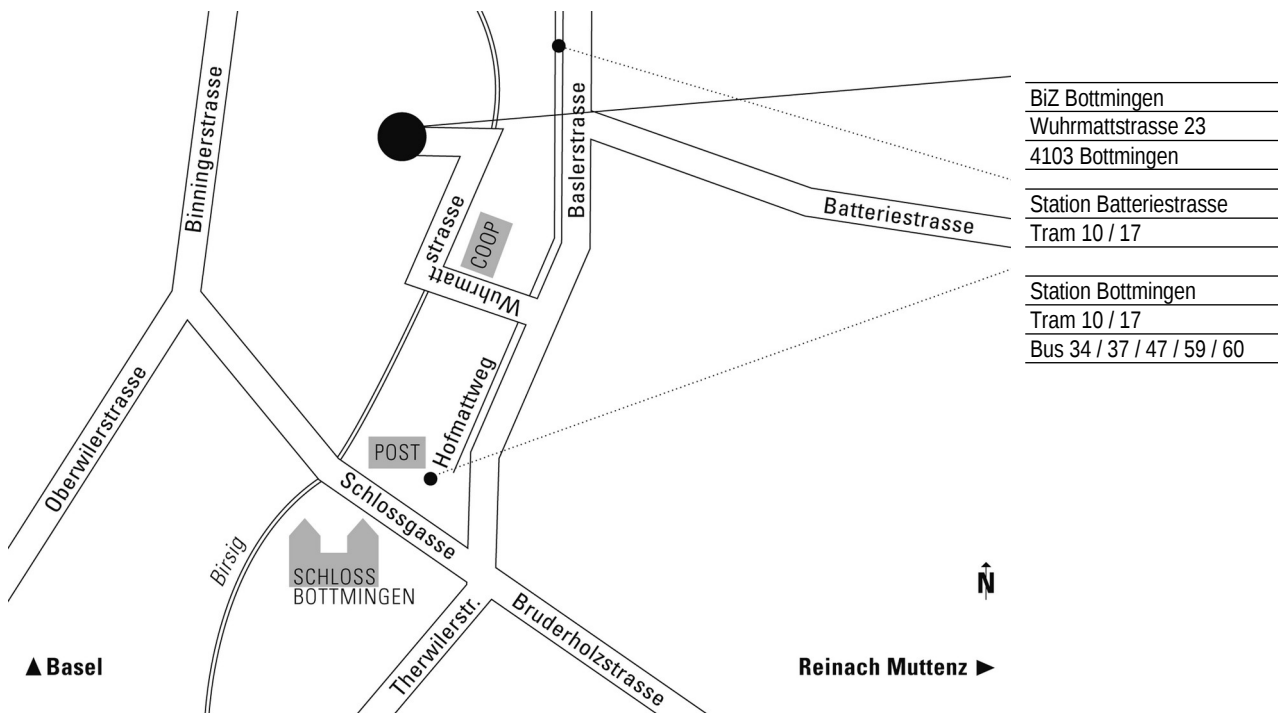 Binningerstrasse
Baslerstrasse
BiZ Bottmingen
Wuhrmattstrasse 23
4103 Bottmingen
Batteriestrasse
Station Batteriestrasse
Tram 10 / 17
Wuhrmatt
strasse
COOP
Station Bottmingen
Tram 10 / 17
Bus 34 / 37 / 47 / 59 / 60
Oberwilerstrasse
Hofmattweg
POST
Schlossgasse
Birsig
SCHLOSS
BOTTMINGEN
N
Therwilerstr.
Bruderholzstrasse
▲ Basel
Reinach Muttenz ►